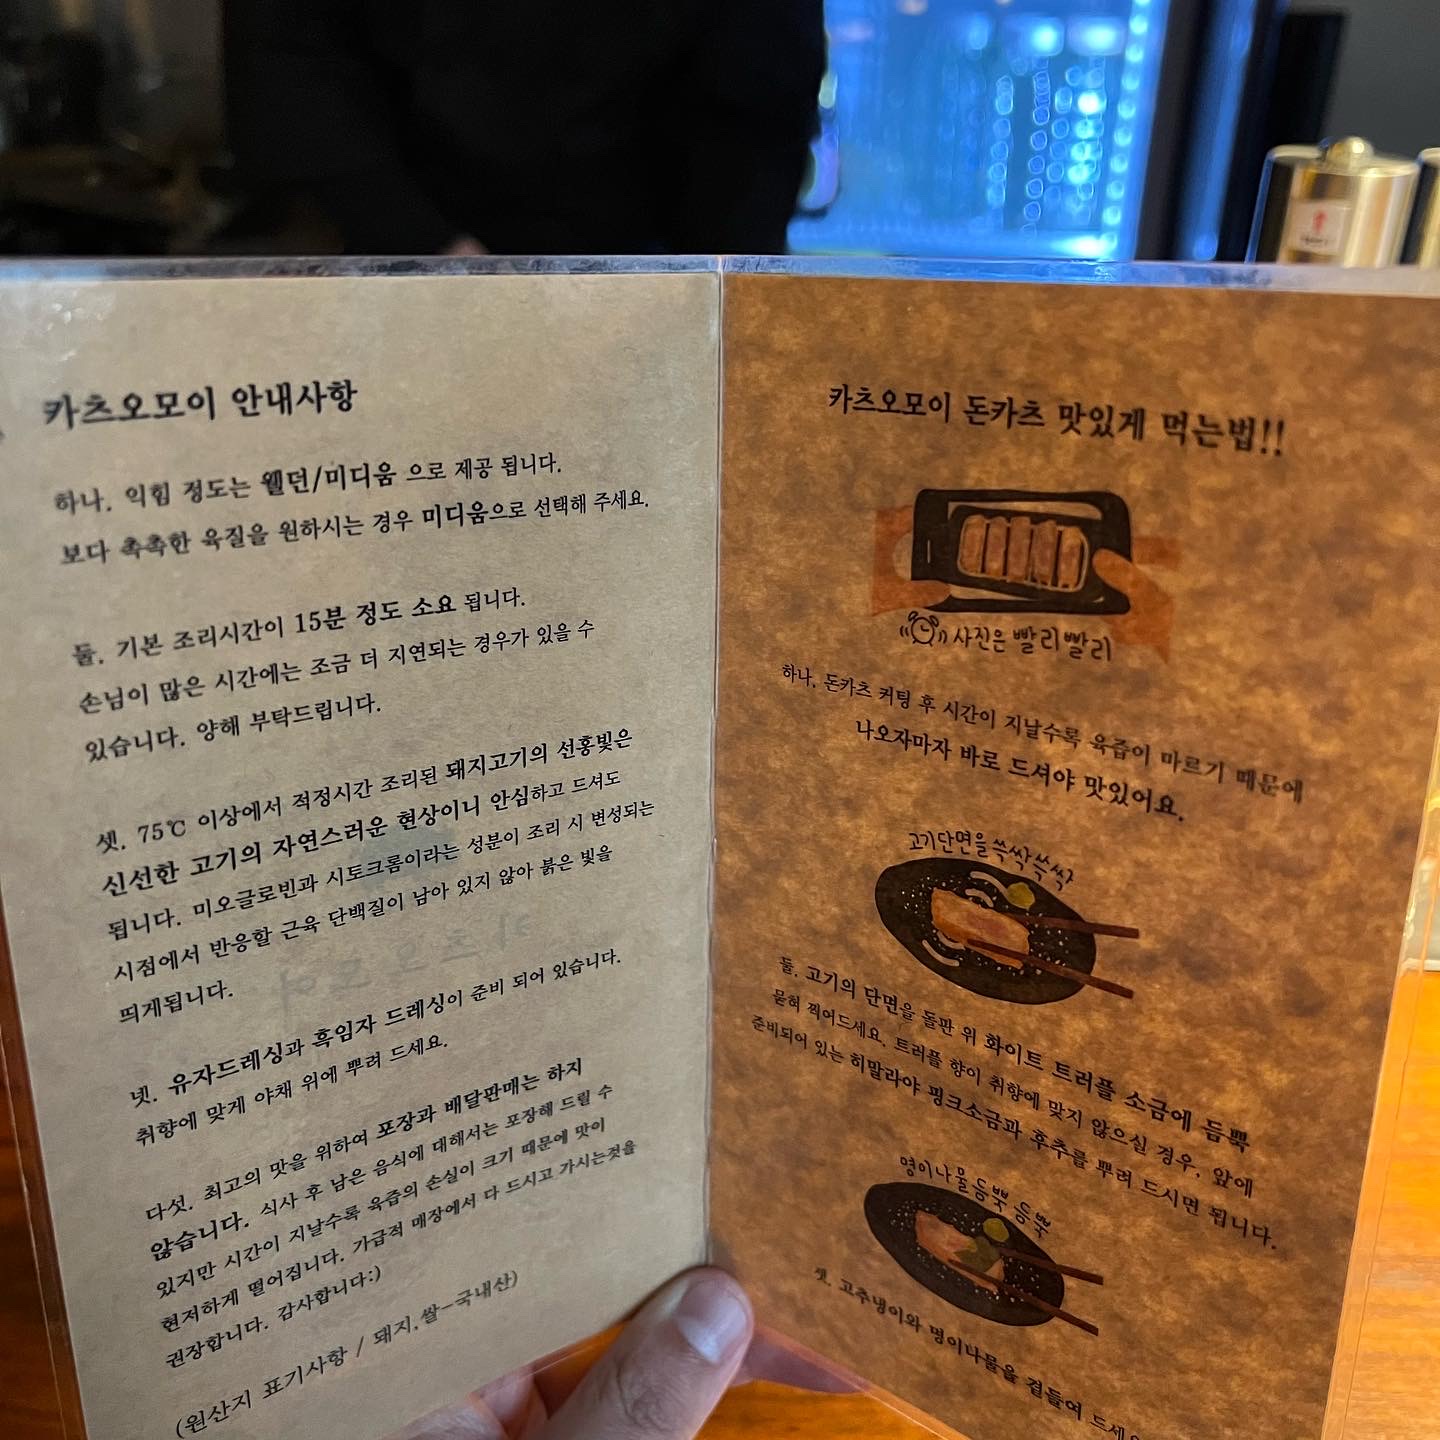 카츠오모이 안내사항
하나. 익힘 정도는 웰던/미디움 으로 제공 됩니다.
보다 촉촉한 육질을 원하시는 경우 미디움으로 선택해 주세요.
둘. 기본 조리시간이 15분 정도 소요 됩니다.
손님이 많은 시간에는 조금 더 지연되는 경우가 있을 수
있습니다. 양해 부탁드립니다.
셋. 75℃ 이상에서 적정시간 조리된 돼지고기의 선홍빛은
신선한 고기의 자연스러운 현상이니 안심하고 드셔도
됩니다. 미오글로빈과 시토크롬이라는 성분이 조리 시 변성되는
시점에서 반응할 근육 단백질이 남아 있지 않아 붉은 빛을
띄게됩니다.
넷. 유자드레싱과 흑임자 드레싱이 준비 되어 있습니다.
취향에 맞게 야채 위에 뿌려 드세요.
다섯. 최고의 맛을 위하여 포장과 배달판매는 하지
않습니다. 식사 후 남은 음식에 대해서는 포장해 드릴 수
있지만 시간이 지날수록 육즙의 손실이 크기 때문에 맛이
현저하게 떨어집니다. 가급적 매장에서 다 드시고 가시는것을
권장합니다. 감사합니다:)
(원산지 표기사항 / 돼지,쌀-국내산)
카츠오모이 돈카츠 맛있게 먹는법!!
사진은 빨리빨리
하나. 돈카츠 커팅 후 시간이 지날수록 육즙이 마르기 때문에
나오자마자 바로 드셔야 맛있어요.
고기단면을쓱싹쓱싹
둘. 고기의 단면을 돌판 위 화이트 트러플 소금에 듬뿍
묻혀 찍어드세요. 트러플 향이 취향에 맞지 않으실 경우, 앞에
준비되어 있는 히말라야 핑크소금과 후추를 뿌려 드시면 됩니다.
명이나물듬뿍듬뿍
셋. 고추냉이와 명이나물을 곁들여